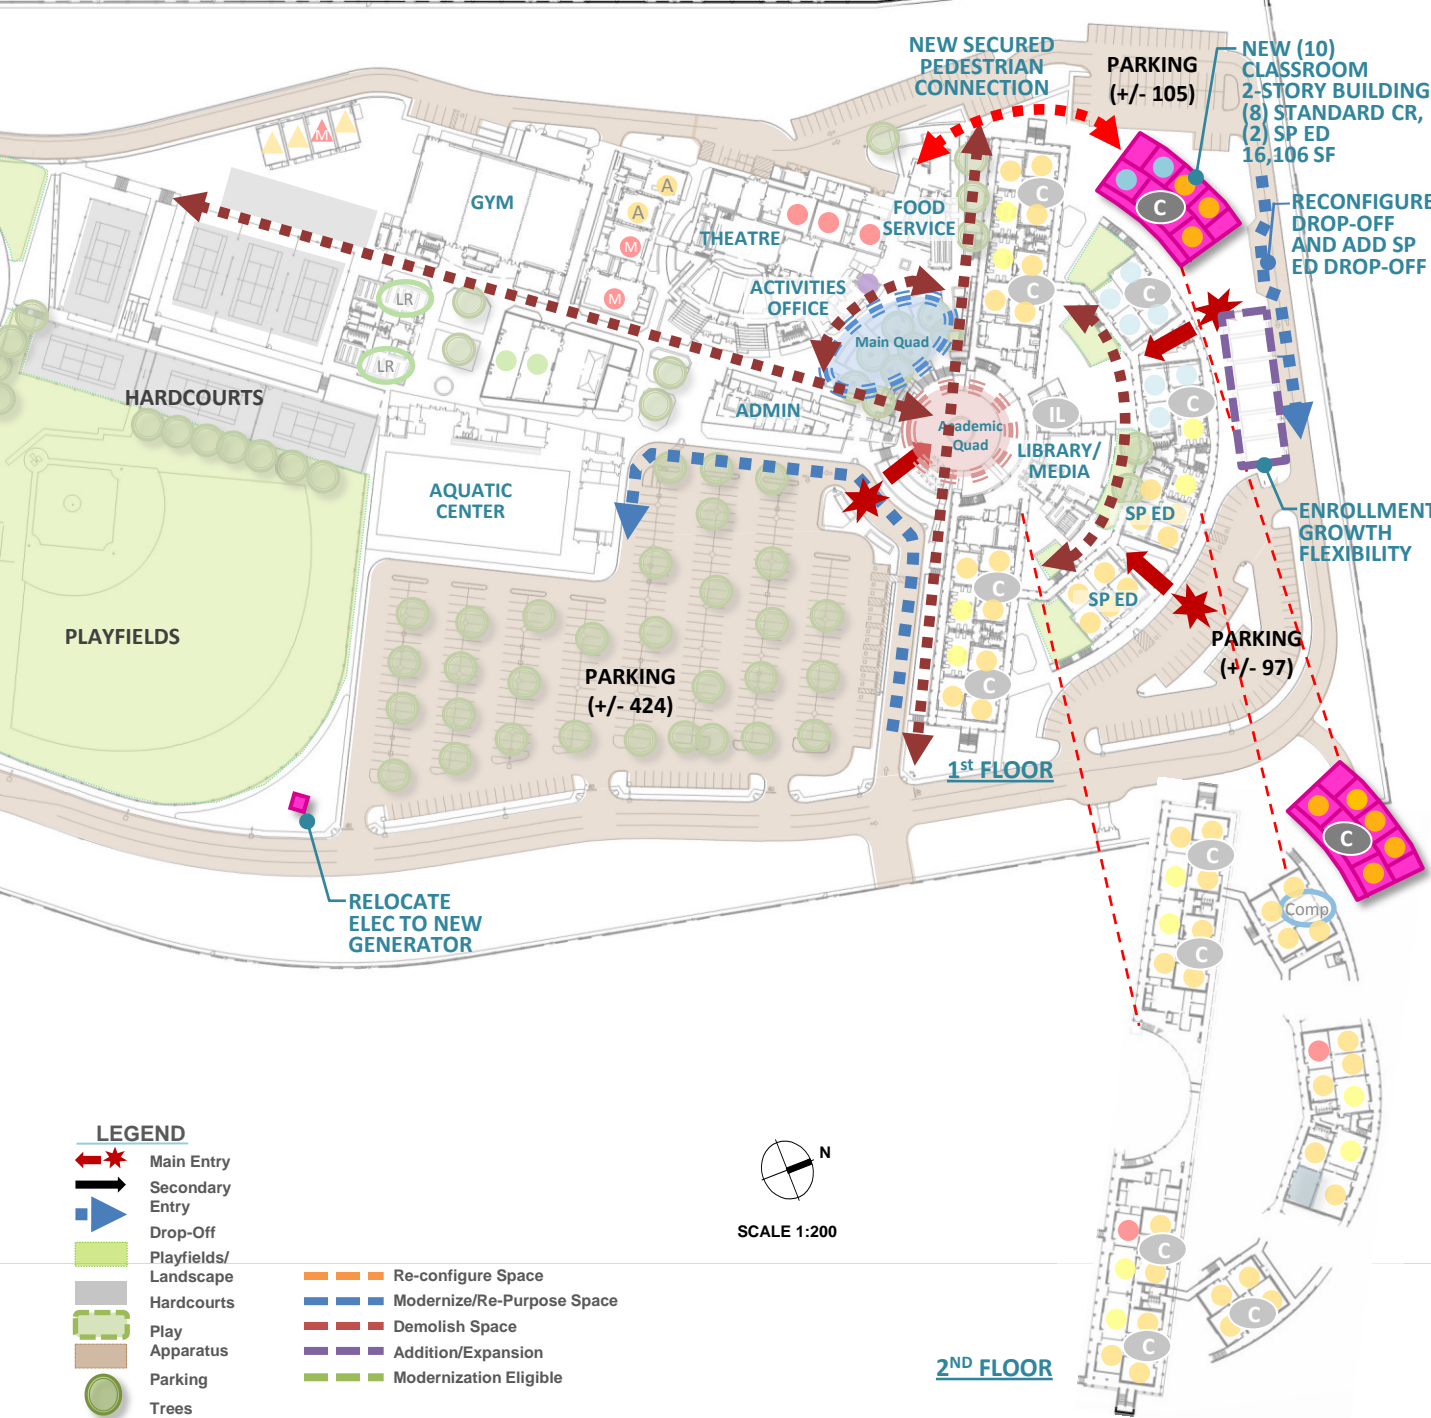 NEW SECURED
PEDESTRIAN
CONNECTION
PARKING
(+/- 105)
NEW (10)
CLASSROOM
2-STORY BUILDING
(8) STANDARD CR,
(2) SP ED
16,106 SF
RECONFIGURE
DROP-OFF
AND ADD SP
ED DROP-OFF
M
GYM
A
A
M
M
THEATRE
FOOD
SERVICE
C
C
C
C
ACTIVITIES
OFFICE
Main Quad
LR
LR
HARDCOURTS
ADMIN
Academic
Quad
IL
LIBRARY/
MEDIA
C
AQUATIC
CENTER
SP ED
ENROLLMENT
GROWTH
FLEXIBILITY
SP ED
C
C
PLAYFIELDS
PARKING
(+/- 424)
PARKING
(+/- 97)
1st FLOOR
RELOCATE
ELEC TO NEW
GENERATOR
C
C
Comp
C
C
C
C
2ND FLOOR
LEGEND
Main Entry
Secondary
Entry
Drop-Off
Playfields/
Landscape
Hardcourts
Play
Apparatus
Parking
Trees
Re-configure Space
Modernize/Re-Purpose Space
Demolish Space
Addition/Expansion
Modernization Eligible
N
SCALE 1:200